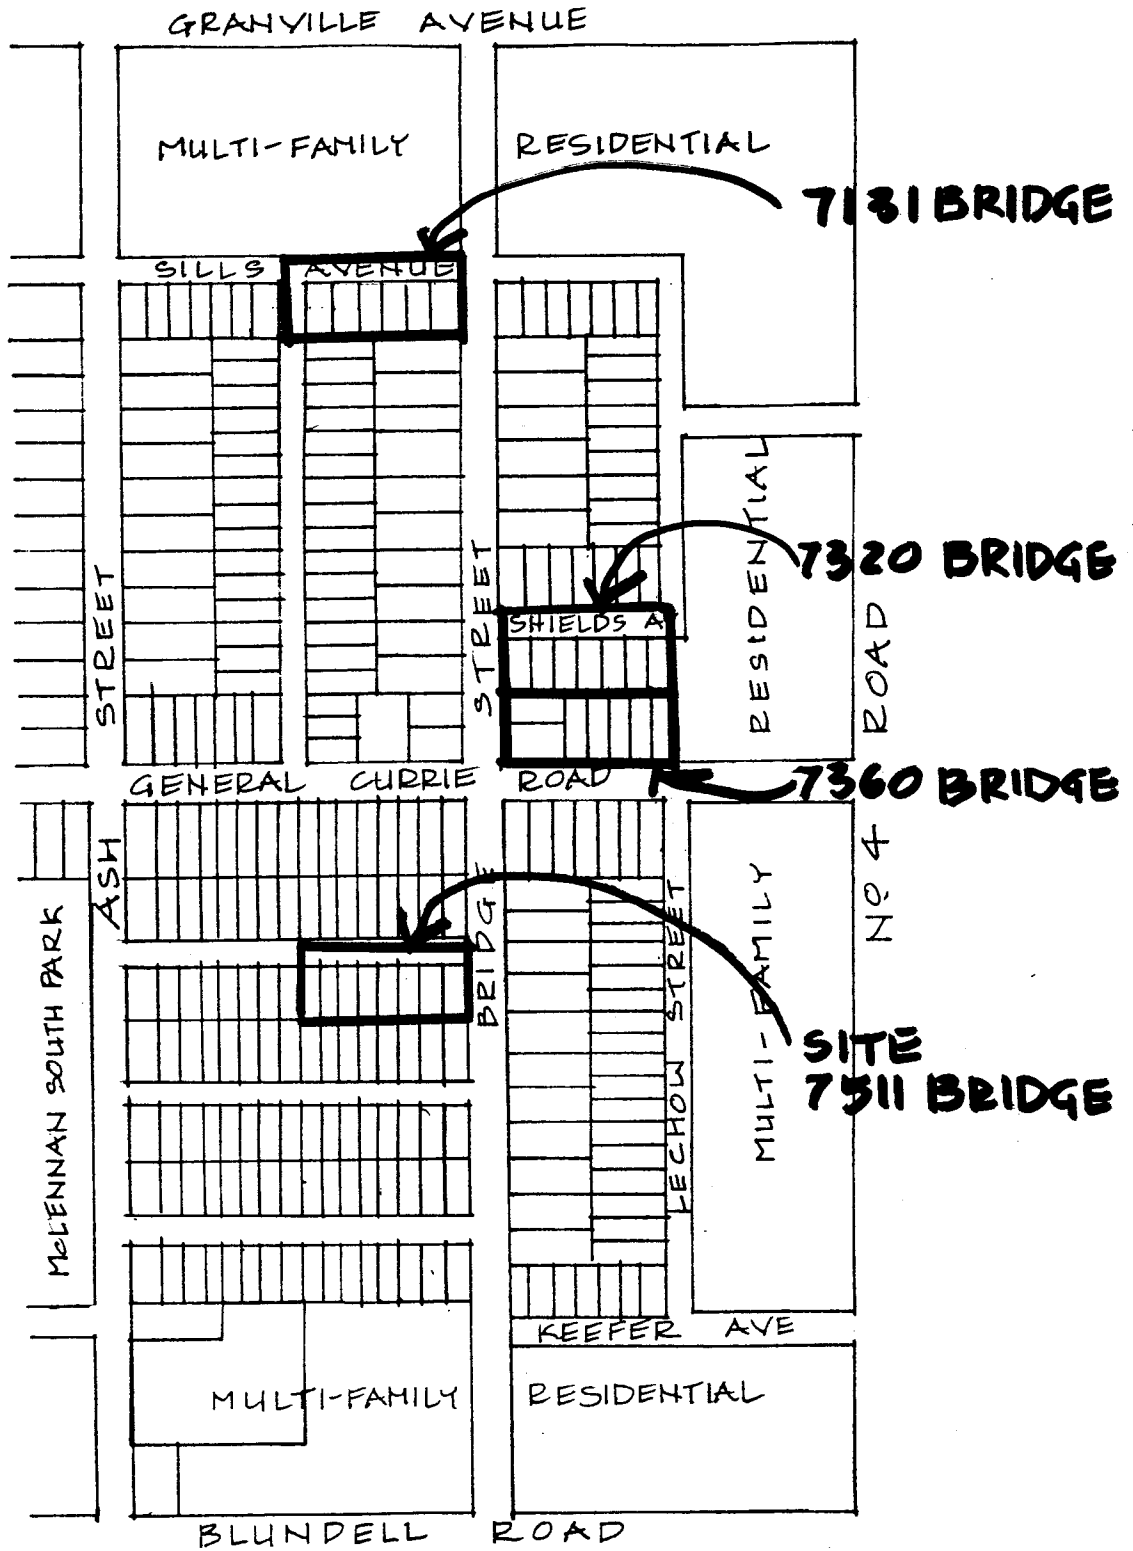 GRANVILLE AVENUE
MULTI-FAMILY RESIDENTIAL
7131 BRIDGE
SILLS AVENUE
RESIDENTIAL
7320 BRIDGE
STREET
STREET
SHIELDS AV
ROAD
GENERAL CURRIE ROAD
7360 BRIDGE
ASH
BRIDGE
No 4
McLENNAN SOUTH PARK
LECHOW STREET
MULTI-FAMILY
SITE
7511 BRIDGE
KEEFER AVE
MULTI-FAMILY RESIDENTIAL
BLUNDELL ROAD